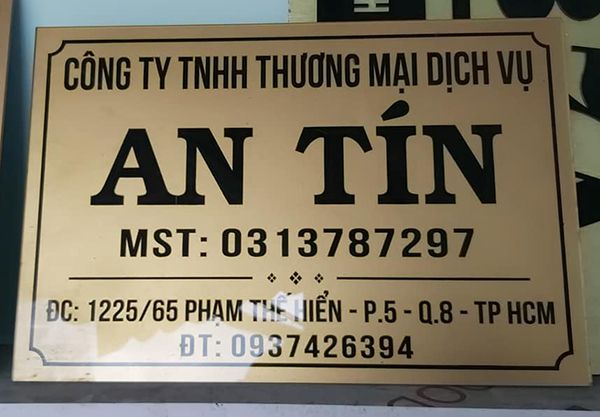 CÔNG TY TNHH THƯƠNG MẠI DỊCH VỤ
AN TÍN
MST: 0313787297
ĐC: 1225/65 PHẠM THẾ HIỂN - P.5 - Q.8 - TP HCM
ĐT: 0937426394